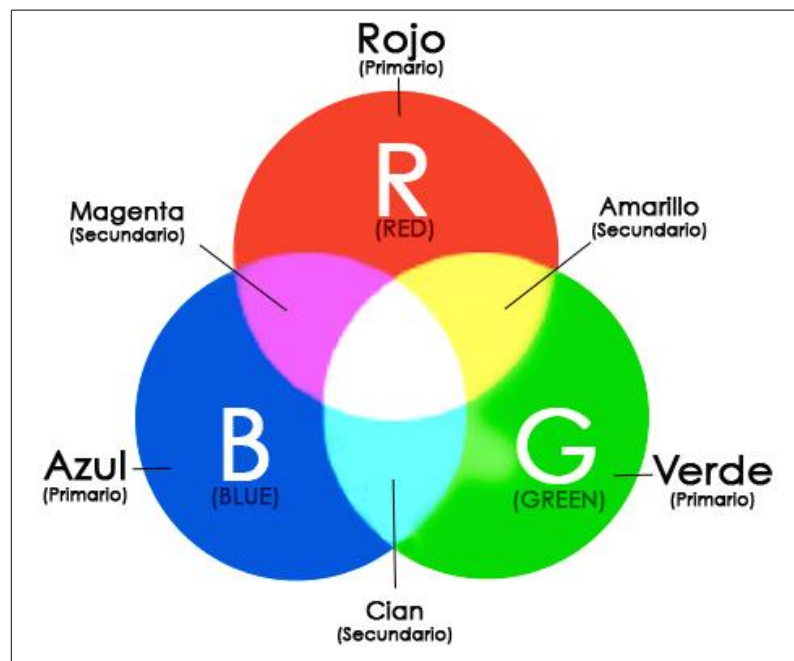 Rojo
(Primario)
R
(RED)
Magenta
(Secundario)
Amarillo
(Secundario)
B
(BLUE)
G
(GREEN)
Azul
(Primario)
Verde
(Primario)
Cian
(Secundario)